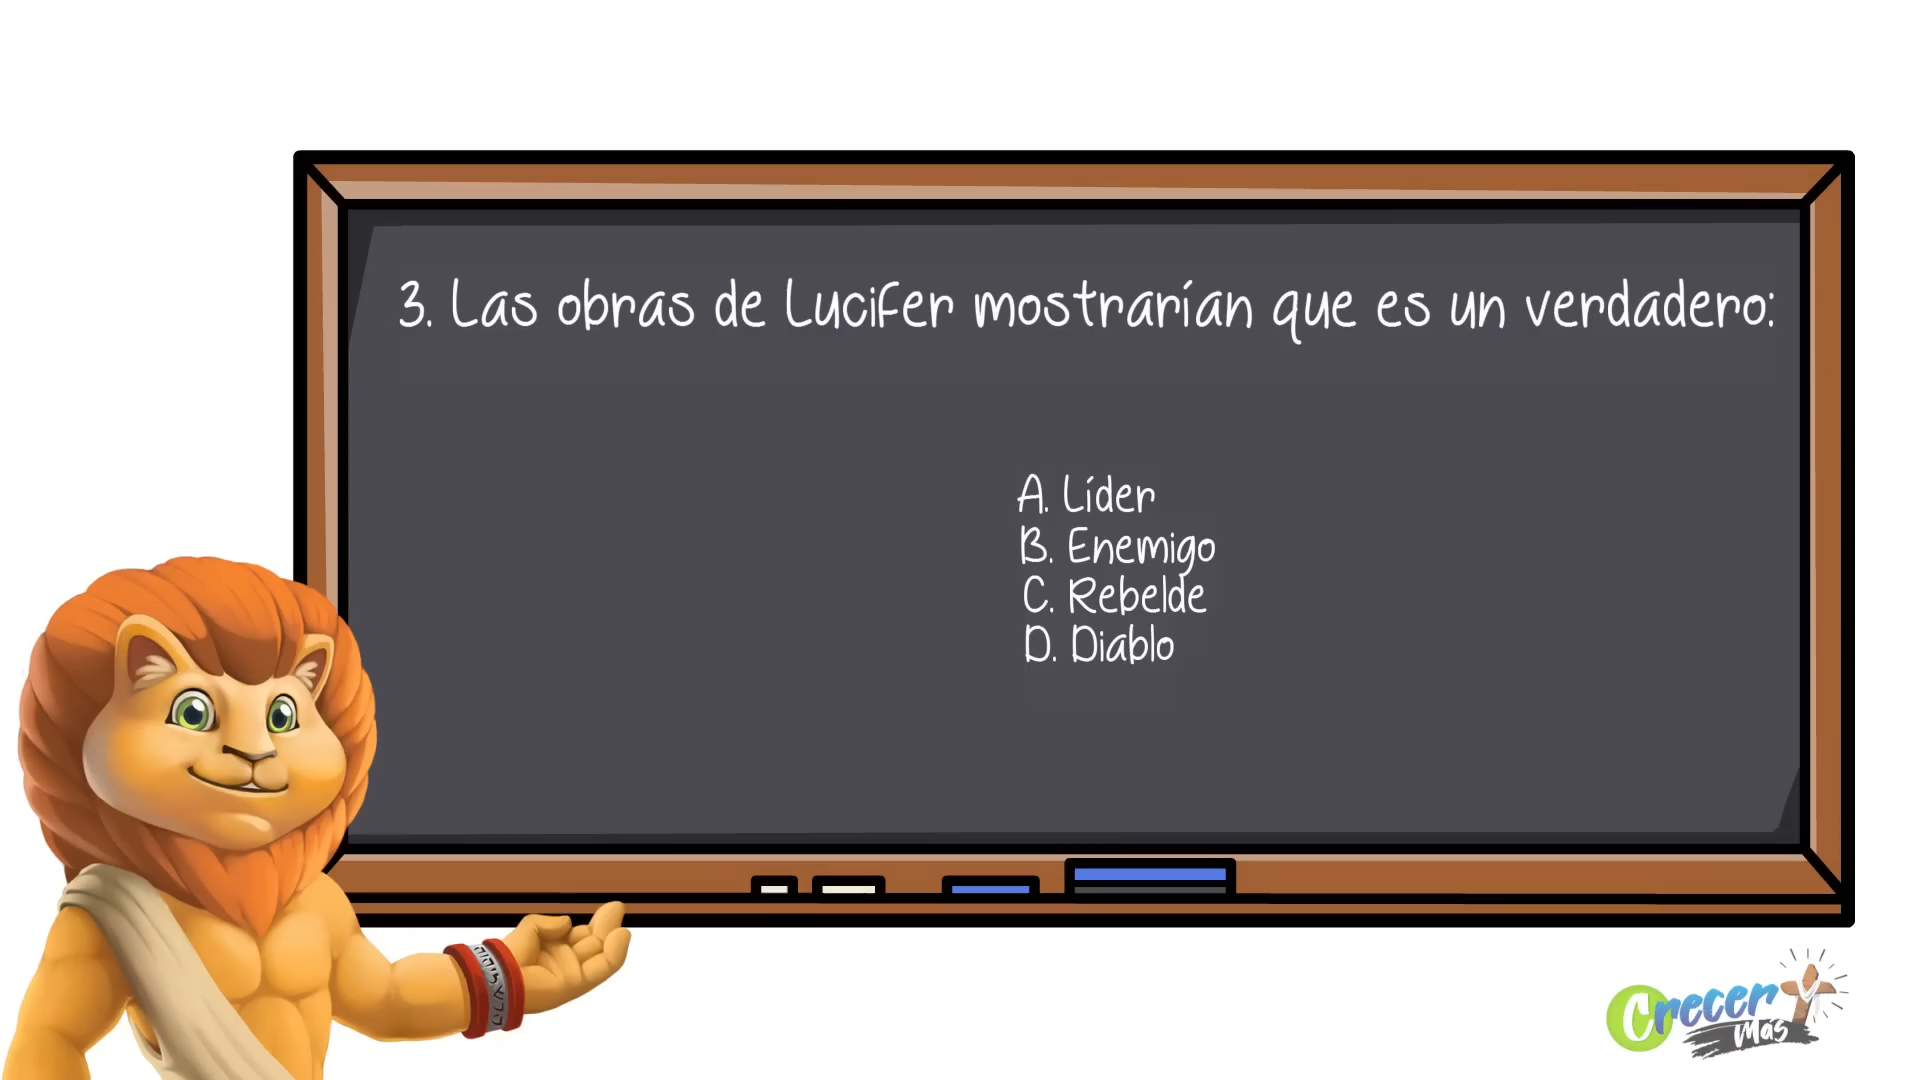 3. Las obras de Lucifer mostrarían que es un verdadero:
A. Líder
B. Enemigo
C. Rebelde
D. Diablo
Crecer y
Más